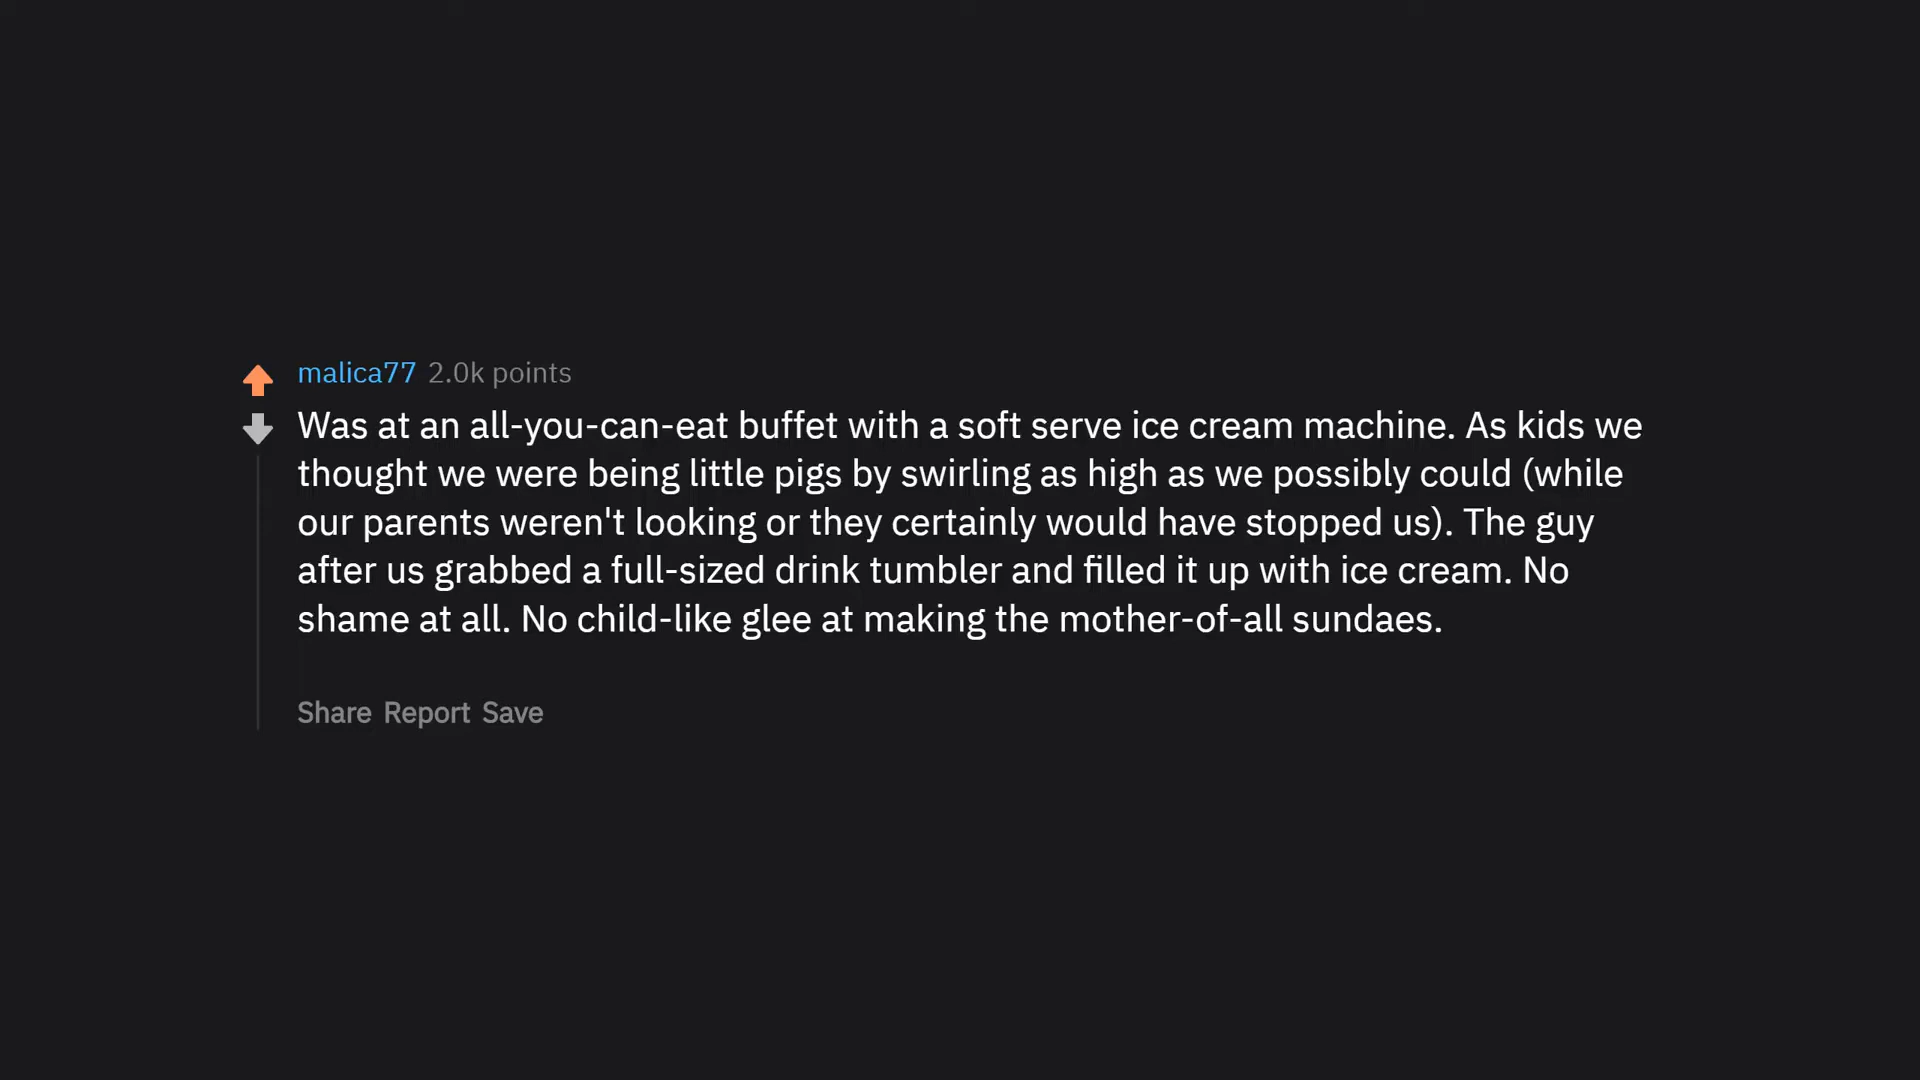 malica77 2.0k points
Was at an all-you-can-eat buffet with a soft serve ice cream machine. As kids we
thought we were being little pigs by swirling as high as we possibly could (while
our parents weren't looking or they certainly would have stopped us). The guy
after us grabbed a full-sized drink tumbler and filled it up with ice cream. No
shame at all. No child-like glee at making the mother-of-all sundaes.
Share Report Save